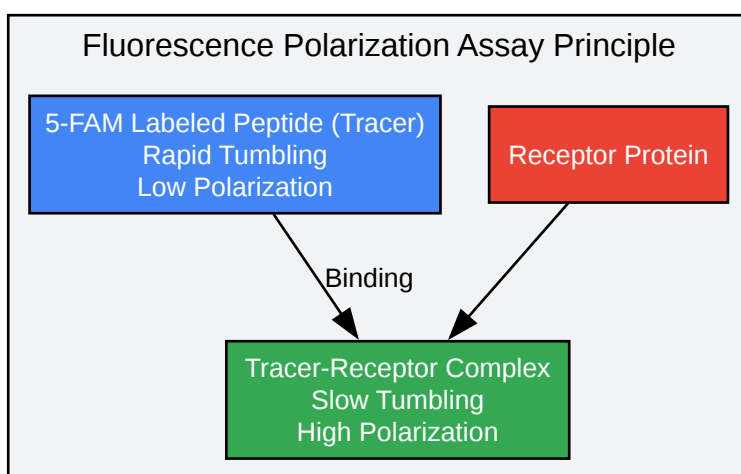 Fluorescence Polarization Assay Principle
5-FAM Labeled Peptide (Tracer)
Rapid Tumbling
Low Polarization
Receptor Protein
Binding
Tracer-Receptor Complex
Slow Tumbling
High Polarization